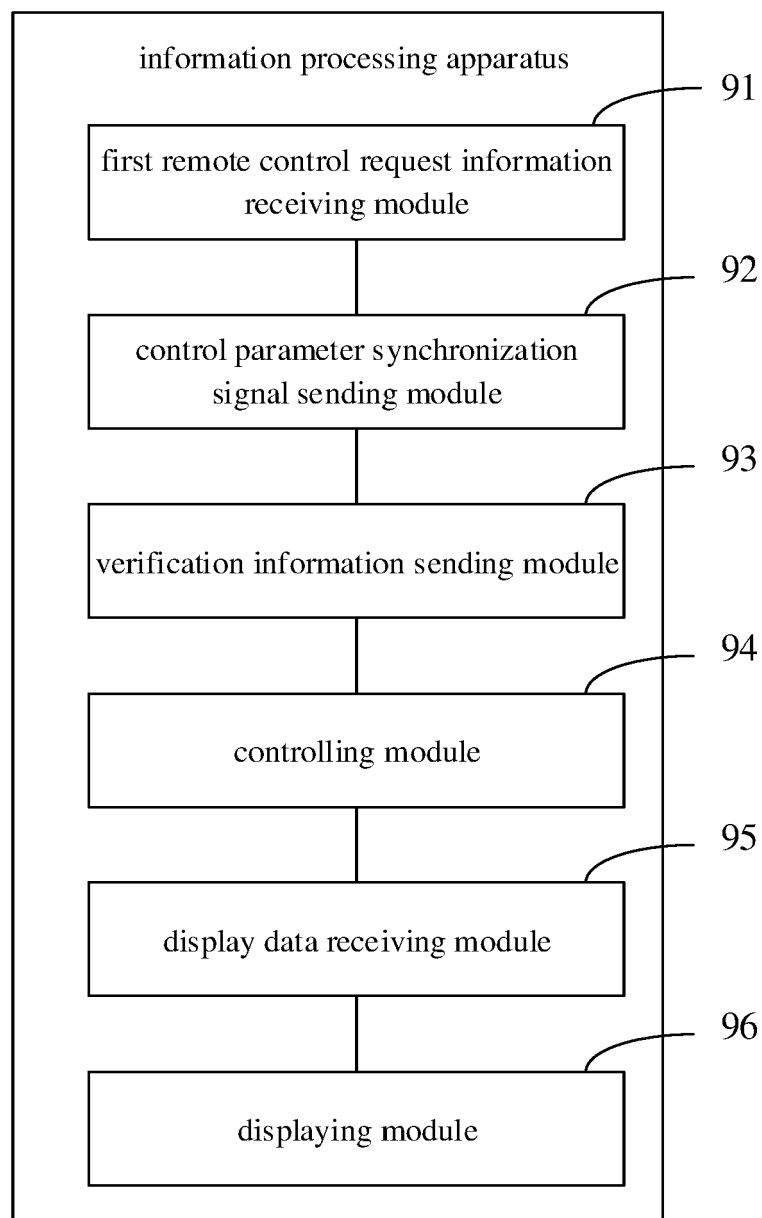 information processing apparatus
91
first remote control request information
receiving module
92
control parameter synchronization
signal sending module
93
verification information sending module
94
controlling module
95
display data receiving module
96
displaying module